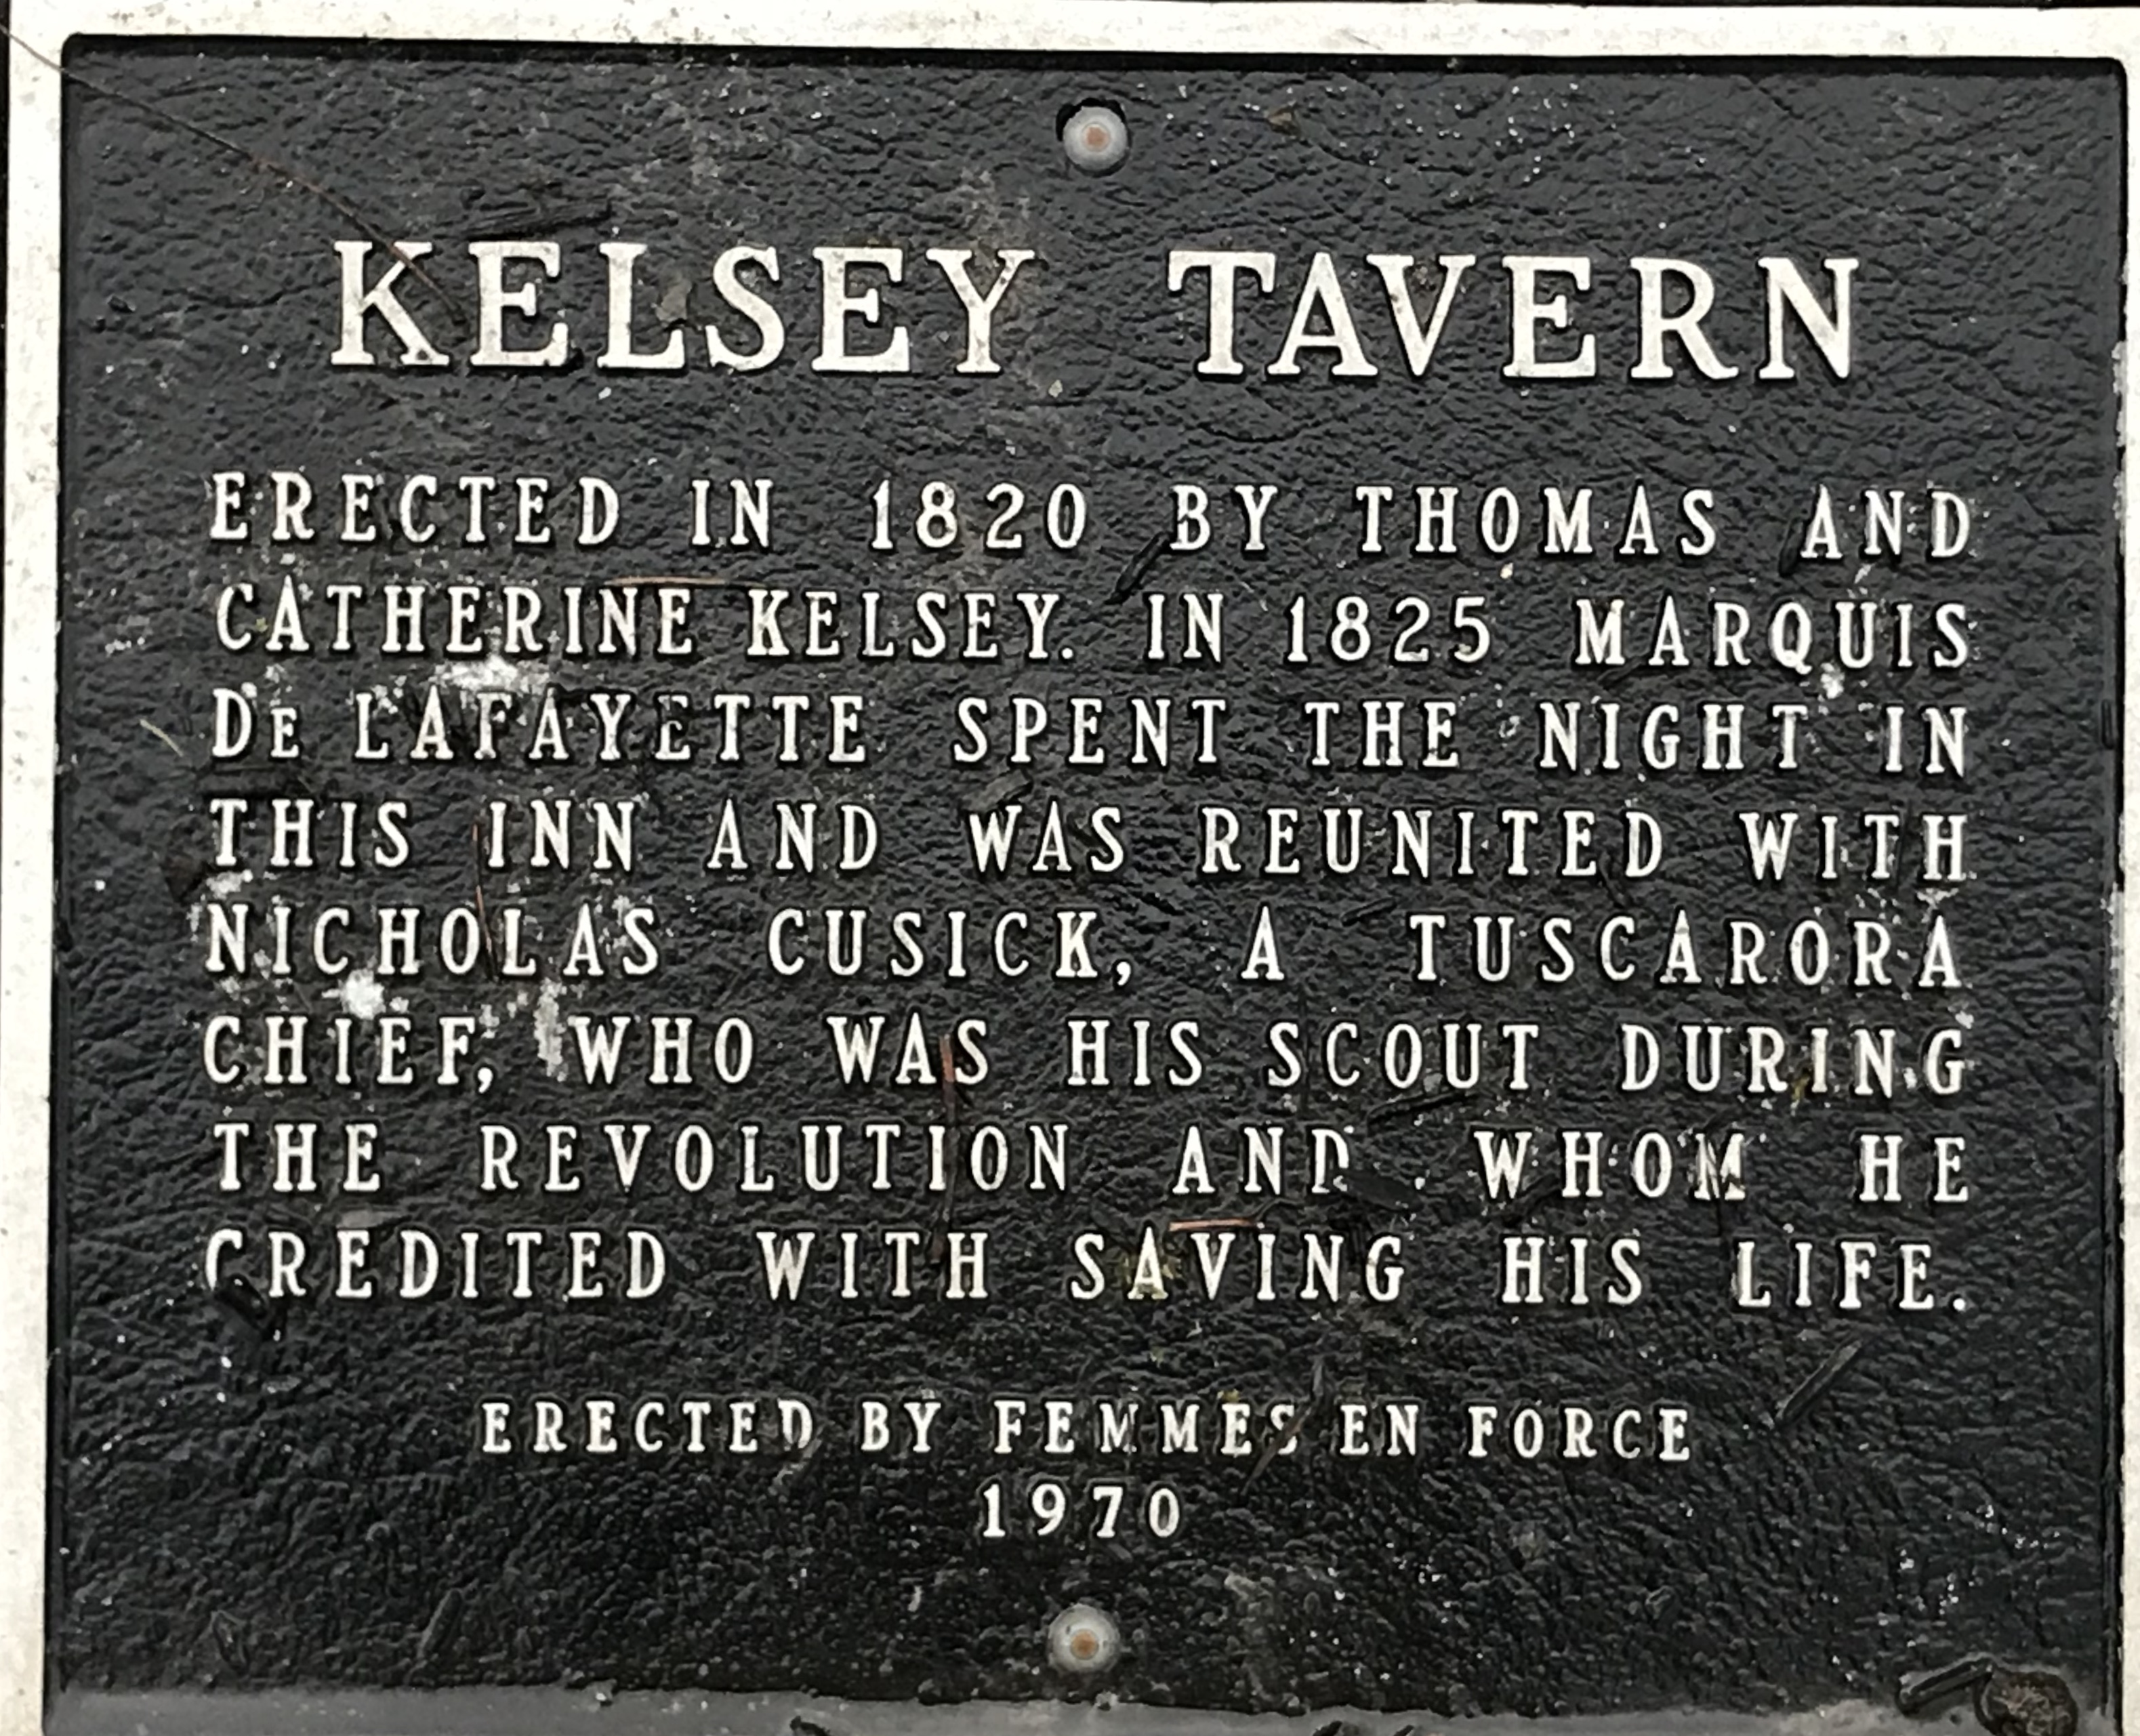 KELSEY TAVERN
ERECTED IN 1820 BY THOMAS AND
CATHERINE KELSEY. IN 1825 MARQUIS
DE LAFAYETTE SPENT THE NIGHT IN
THIS INN AND WAS REUNITED WITH
NICHOLAS CUSICK, A TUSCARORA
CHIEF, WHO WAS HIS SCOUT DURING
THE REVOLUTION AND WHOM HE
CREDITED WITH SAVING HIS LIFE.
ERECTED BY FEMMES EN FORCE
1970